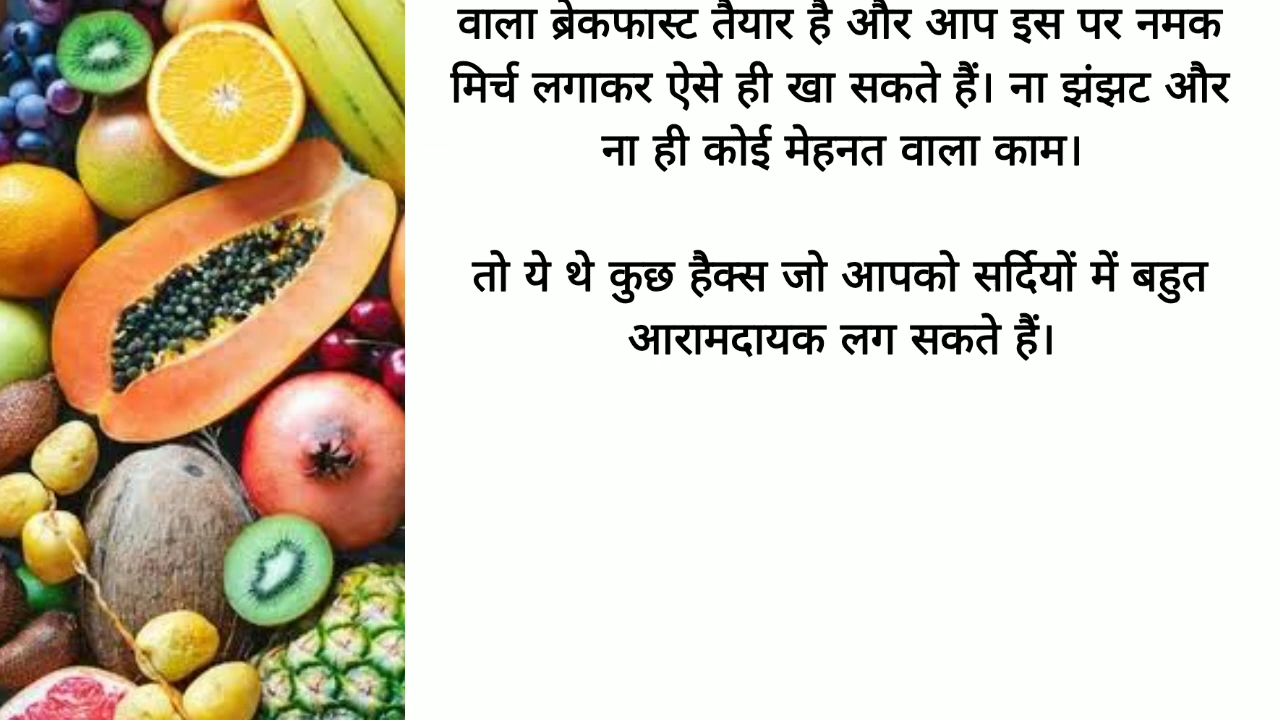 वाला ब्रेकफास्ट तैयार है और आप इस पर नमक
मिर्च लगाकर ऐसे ही खा सकते हैं। ना झंझट और
ना ही कोई मेहनत वाला काम।
तो ये थे कुछ हैक्स जो आपको सर्दियों में बहुत
आरामदायक लग सकते हैं।